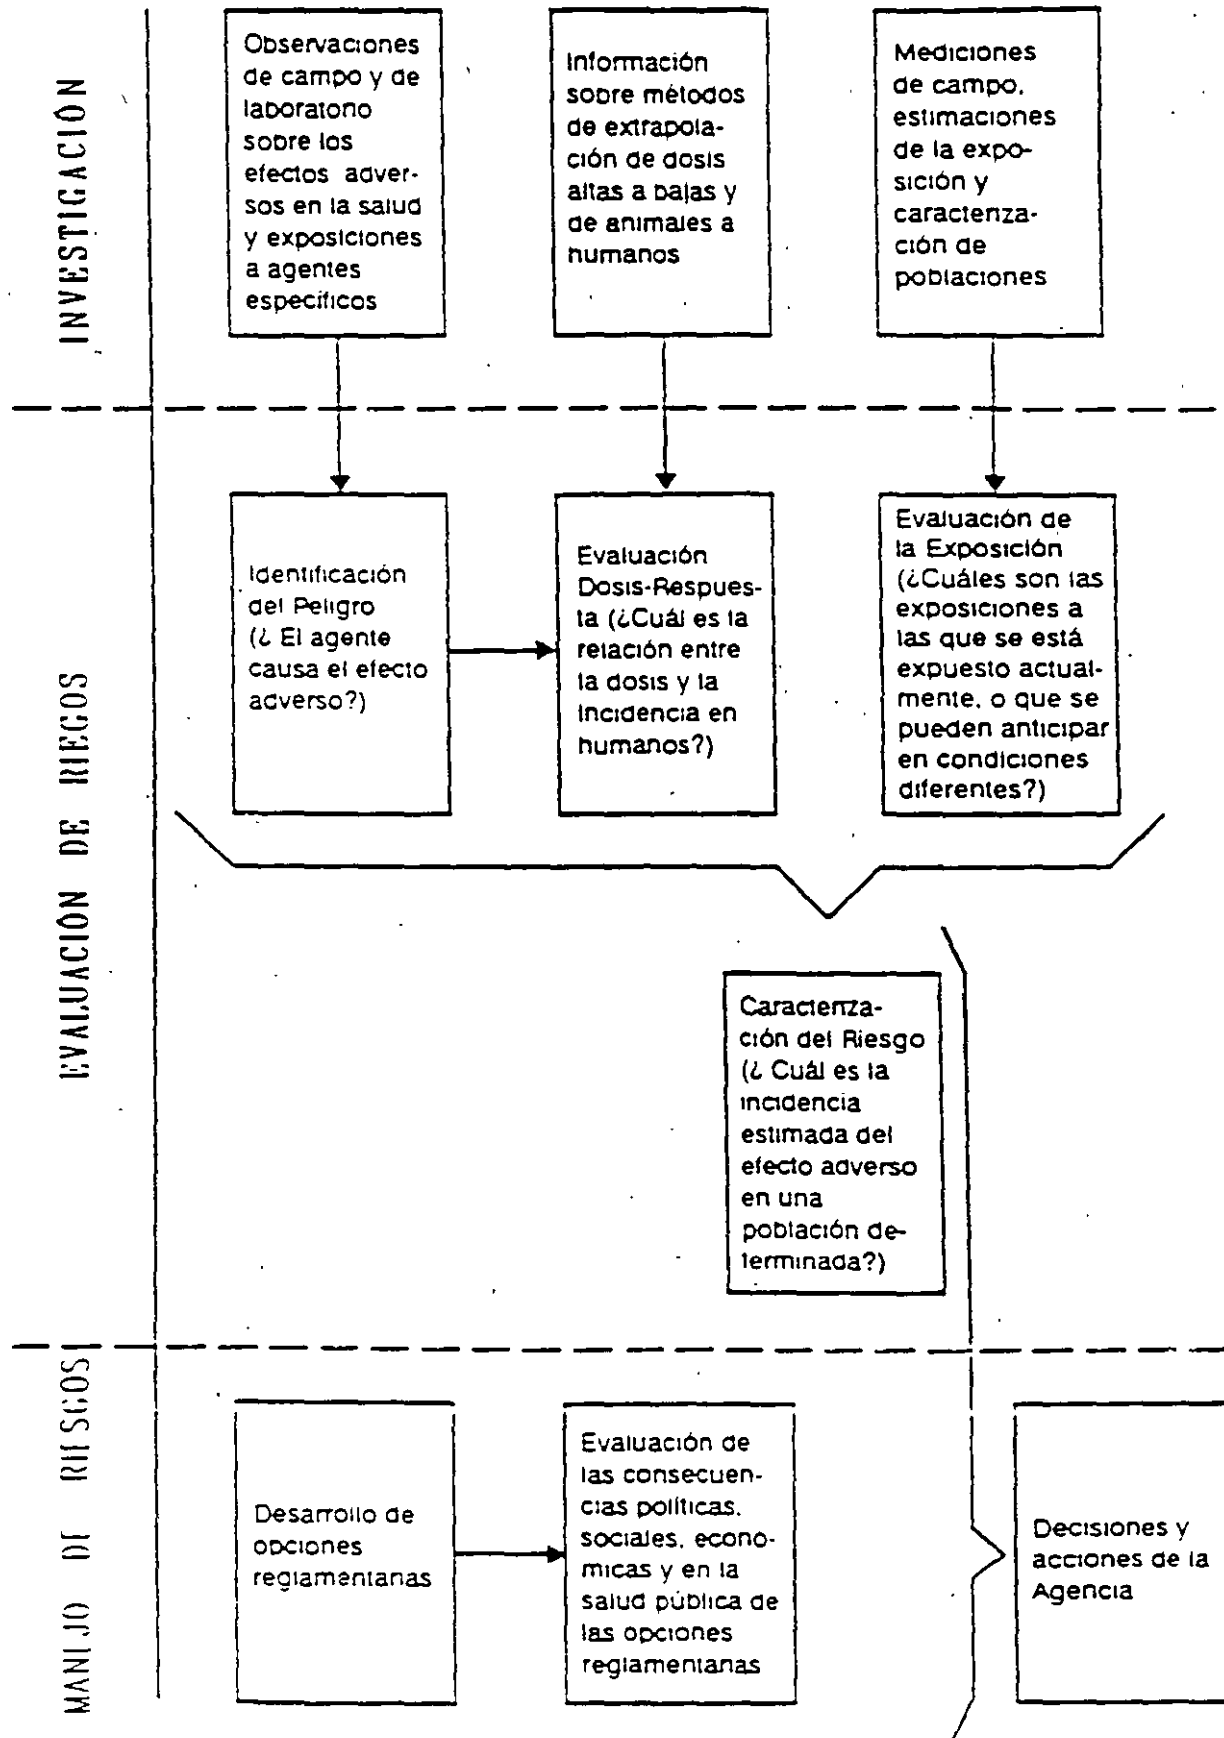 INVESTIGACIÓN
Observaciones
de campo y de
laboratorio
sobre los
efectos adver-
sos en la salud
y exposiciones
a agentes
específicos
Información
sobre métodos
de extrapola-
ción de dosis
altas a bajas y
de animales a
humanos
Mediciones
de campo,
estimaciones
de la expo-
sición y
caracteriza-
ción de
poblaciones
EVALUACIÓN DE RIEGOS
Identificación
del Peligro
(¿ El agente
causa el efecto
adverso?)
Evaluación
Dosis-Respues-
ta (¿Cuál es la
relación entre
la dosis y la
incidencia en
humanos?)
Evaluación de
la Exposición
(¿Cuáles son las
exposiciones a
las que se está
expuesto actual-
mente, o que se
pueden anticipar
en condiciones
diferentes?)
Caracteriza-
ción del Riesgo
(¿ Cuál es la
incidencia
estimada del
efecto adverso
en una
población de-
terminada?)
MANEJO DE RIESGOS
Desarrollo de
opciones
reglamentarias
Evaluación de
las consecuen-
cias políticas,
sociales, econo-
micas y en la
salud pública de
las opciones
reglamentarias
Decisiones y
acciones de la
Agencia